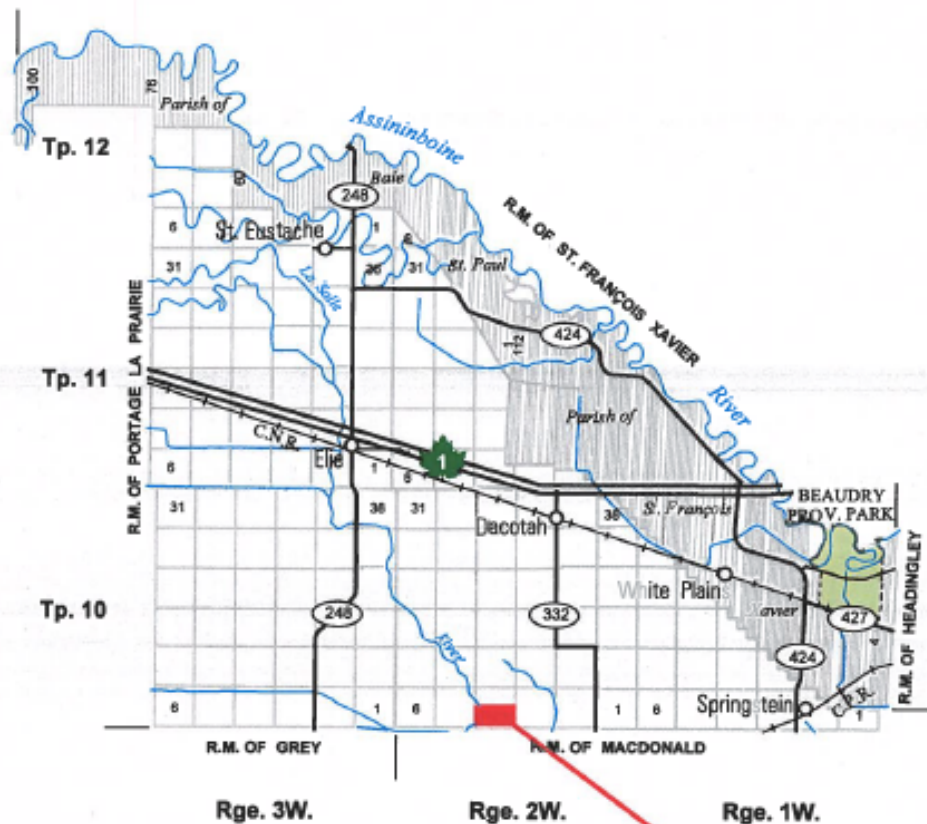 100
76
Parish of
Assininboine
Tp. 12
60
Baie
248
R.M. OF ST. FRANÇOIS XAVIER
6
St. Eustache
1
6
31
36
31
St. Paul
La Salle
424
1
112
R.M. OF PORTAGE LA PRAIRIE
Tp. 11
River
Parish of
C.N.R.
Elie
1
6
1
6
31
36
31
Dacotah
36
St. François
BEAUDRY
PROV. PARK
White Plains
Tp. 10
248
332
Xavier
427
4
R.M. OF HEADINGLEY
River
424
6
1
6
1
6
Springstein
C.P.R.
1
R.M. OF GREY
R.M. OF MACDONALD
Rge. 3W.
Rge. 2W.
Rge. 1W.